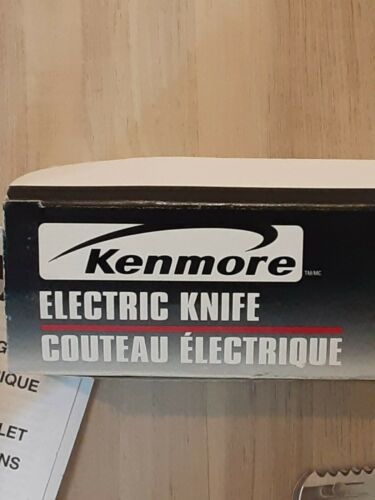 Kenmore TM/MC
ELECTRIC KNIFE
COUTEAU ÉLECTRIQUE
G
IQUE
LET
NS